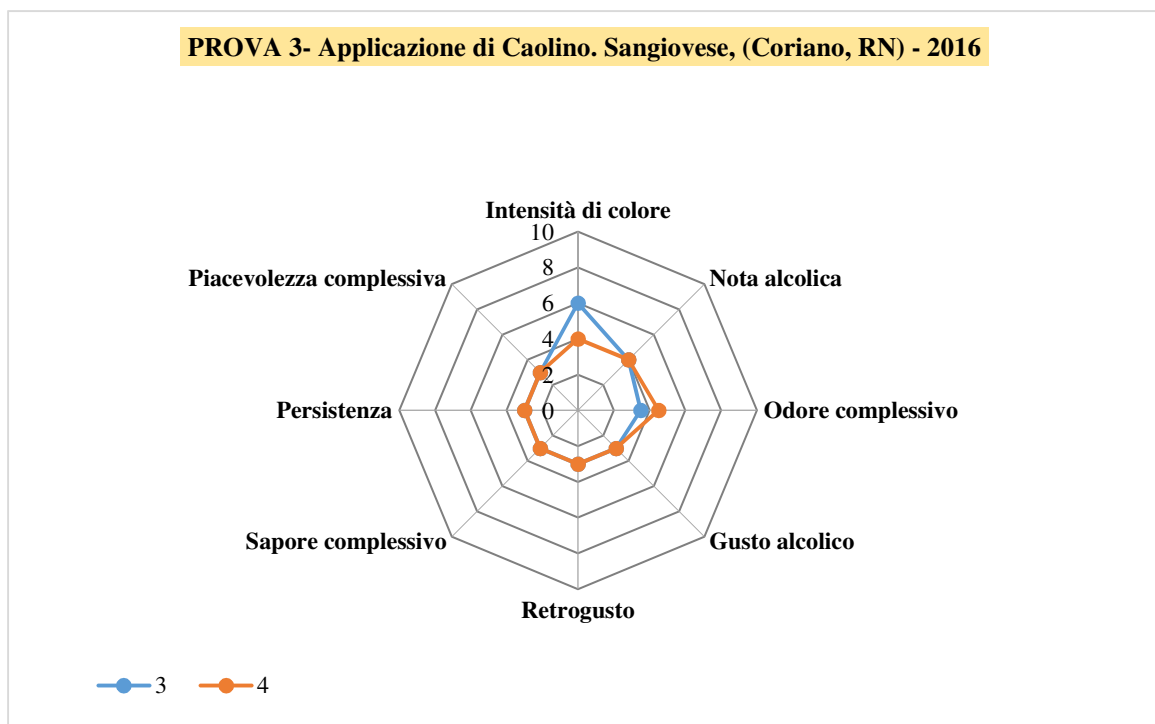 PROVA 3- Applicazione di Caolino. Sangiovese, (Coriano, RN) - 2016
Intensità di colore
10
8
6
4
2
0
Piacevolezza complessiva
Nota alcolica
Persistenza
Odore complessivo
Sapore complessivo
Gusto alcolico
Retrogusto
3
4